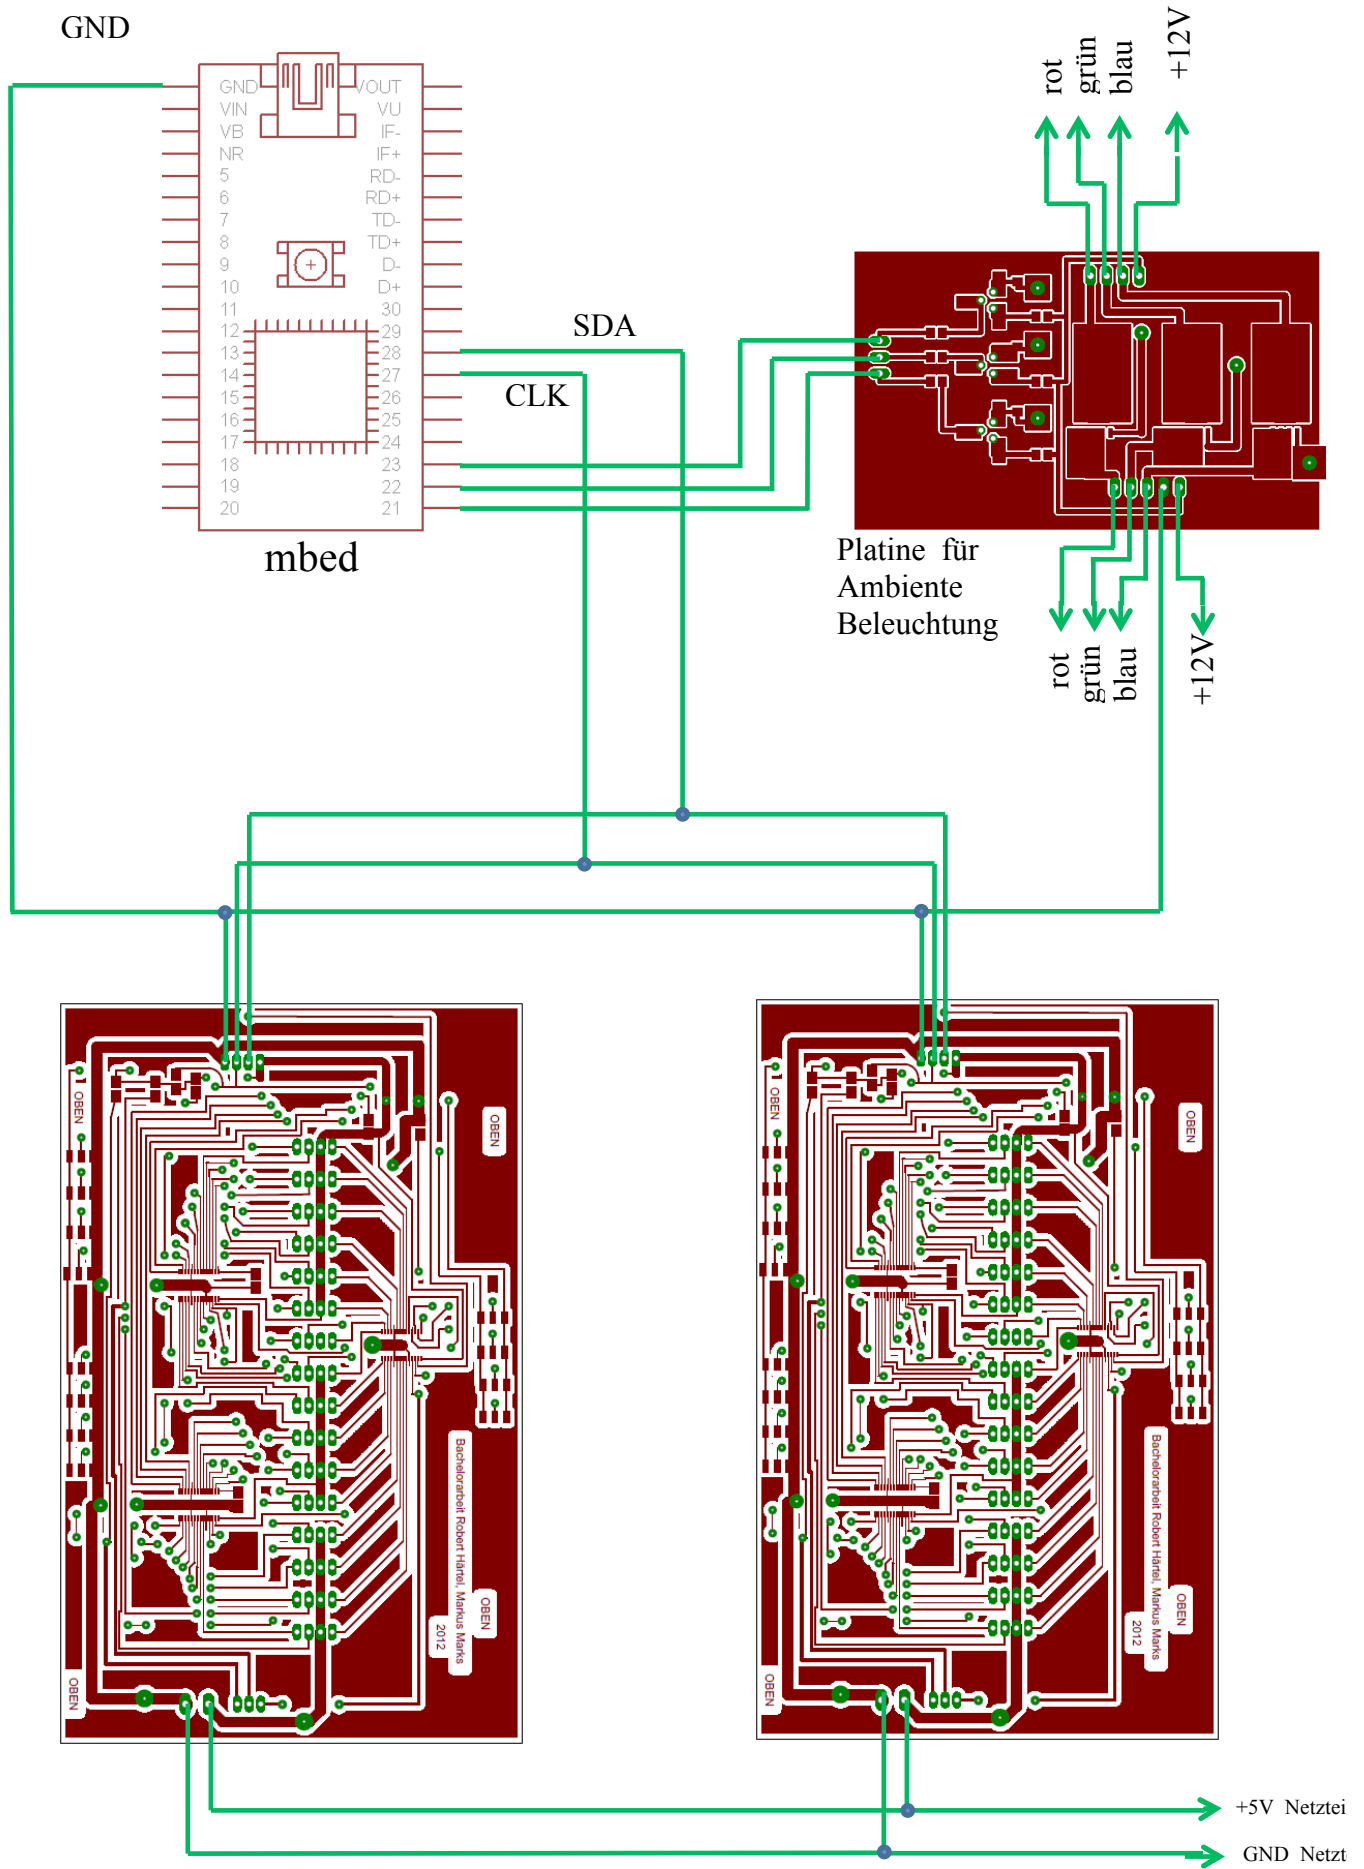 GND
GND
VIN
VB
NR
5
6
7
8
9
10
11
12
13
14
15
16
17
18
19
20
VOUT
VU
IF-
IF+
RD-
RD+
TD-
TD+
D-
D+
30
29
28
27
26
25
24
23
22
21
mbed
SDA
CLK
rot
grün
blau
+12V
Platine für
Ambiente
Beleuchtung
rot
grün
blau
+12V
OBEN
OBEN
Bachelorarbeit Robert Härtel, Markus Marks
2012
OBEN
OBEN
OBEN
OBEN
Bachelorarbeit Robert Härtel, Markus Marks
2012
OBEN
OBEN
+5V Netztei
GND Netzt